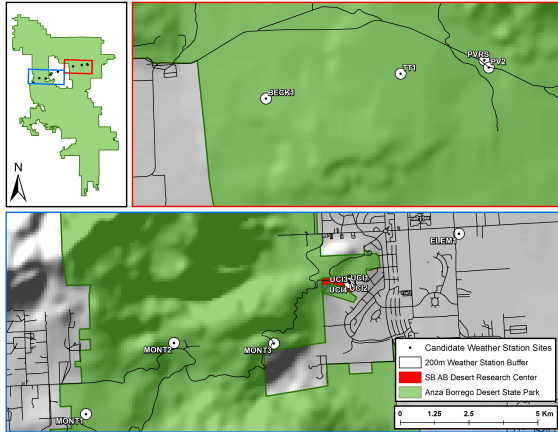 N
BECK1
TT1
PVRS
PV2
ELEM1
UCI3
UCI1
UCI4
UCI2
MONT2
MONT3
MONT1
Candidate Weather Station Sites
200m Weather Station Buffer
SB AB Desert Research Center
Anza Borrego Desert State Park
0 1.25 2.5 5 Km